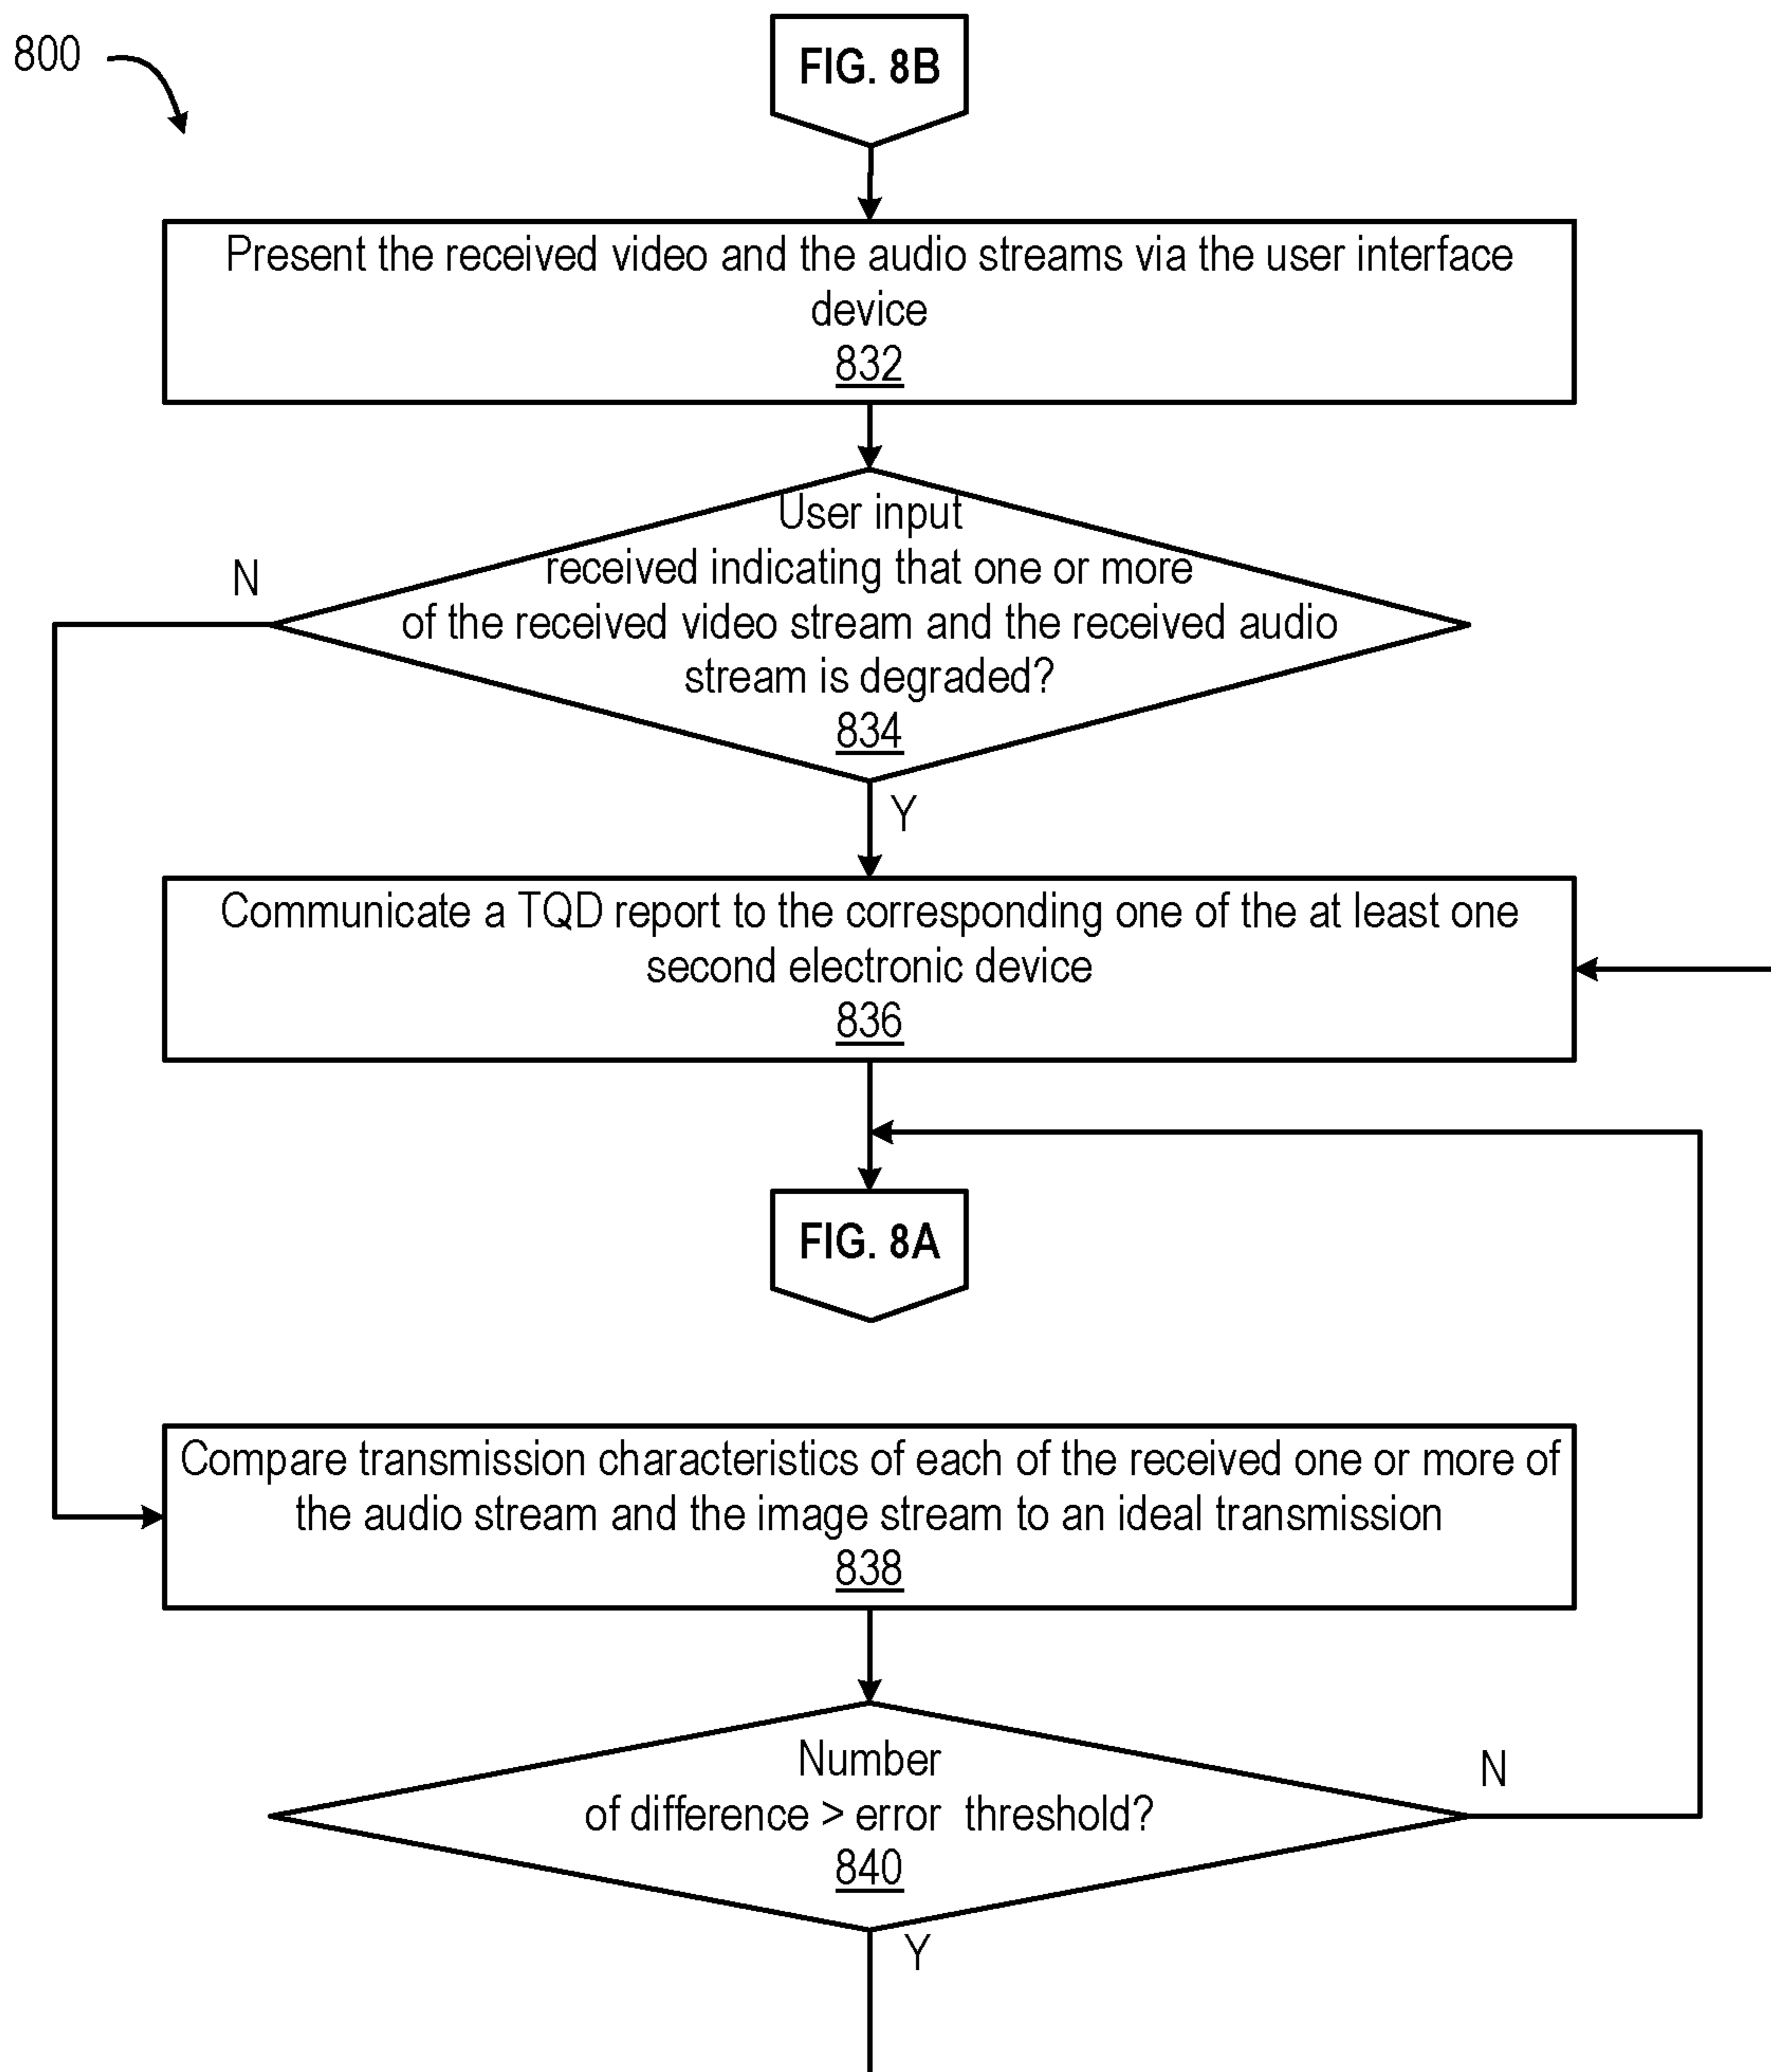 800
FIG. 8B
Present the received video and the audio streams via the user interface
device
832
User input
received indicating that one or more
of the received video stream and the received audio
stream is degraded?
834
N
Y
Communicate a TQD report to the corresponding one of the at least one
second electronic device
836
FIG. 8A
Compare transmission characteristics of each of the received one or more of
the audio stream and the image stream to an ideal transmission
838
Number
of difference > error threshold?
840
N
Y